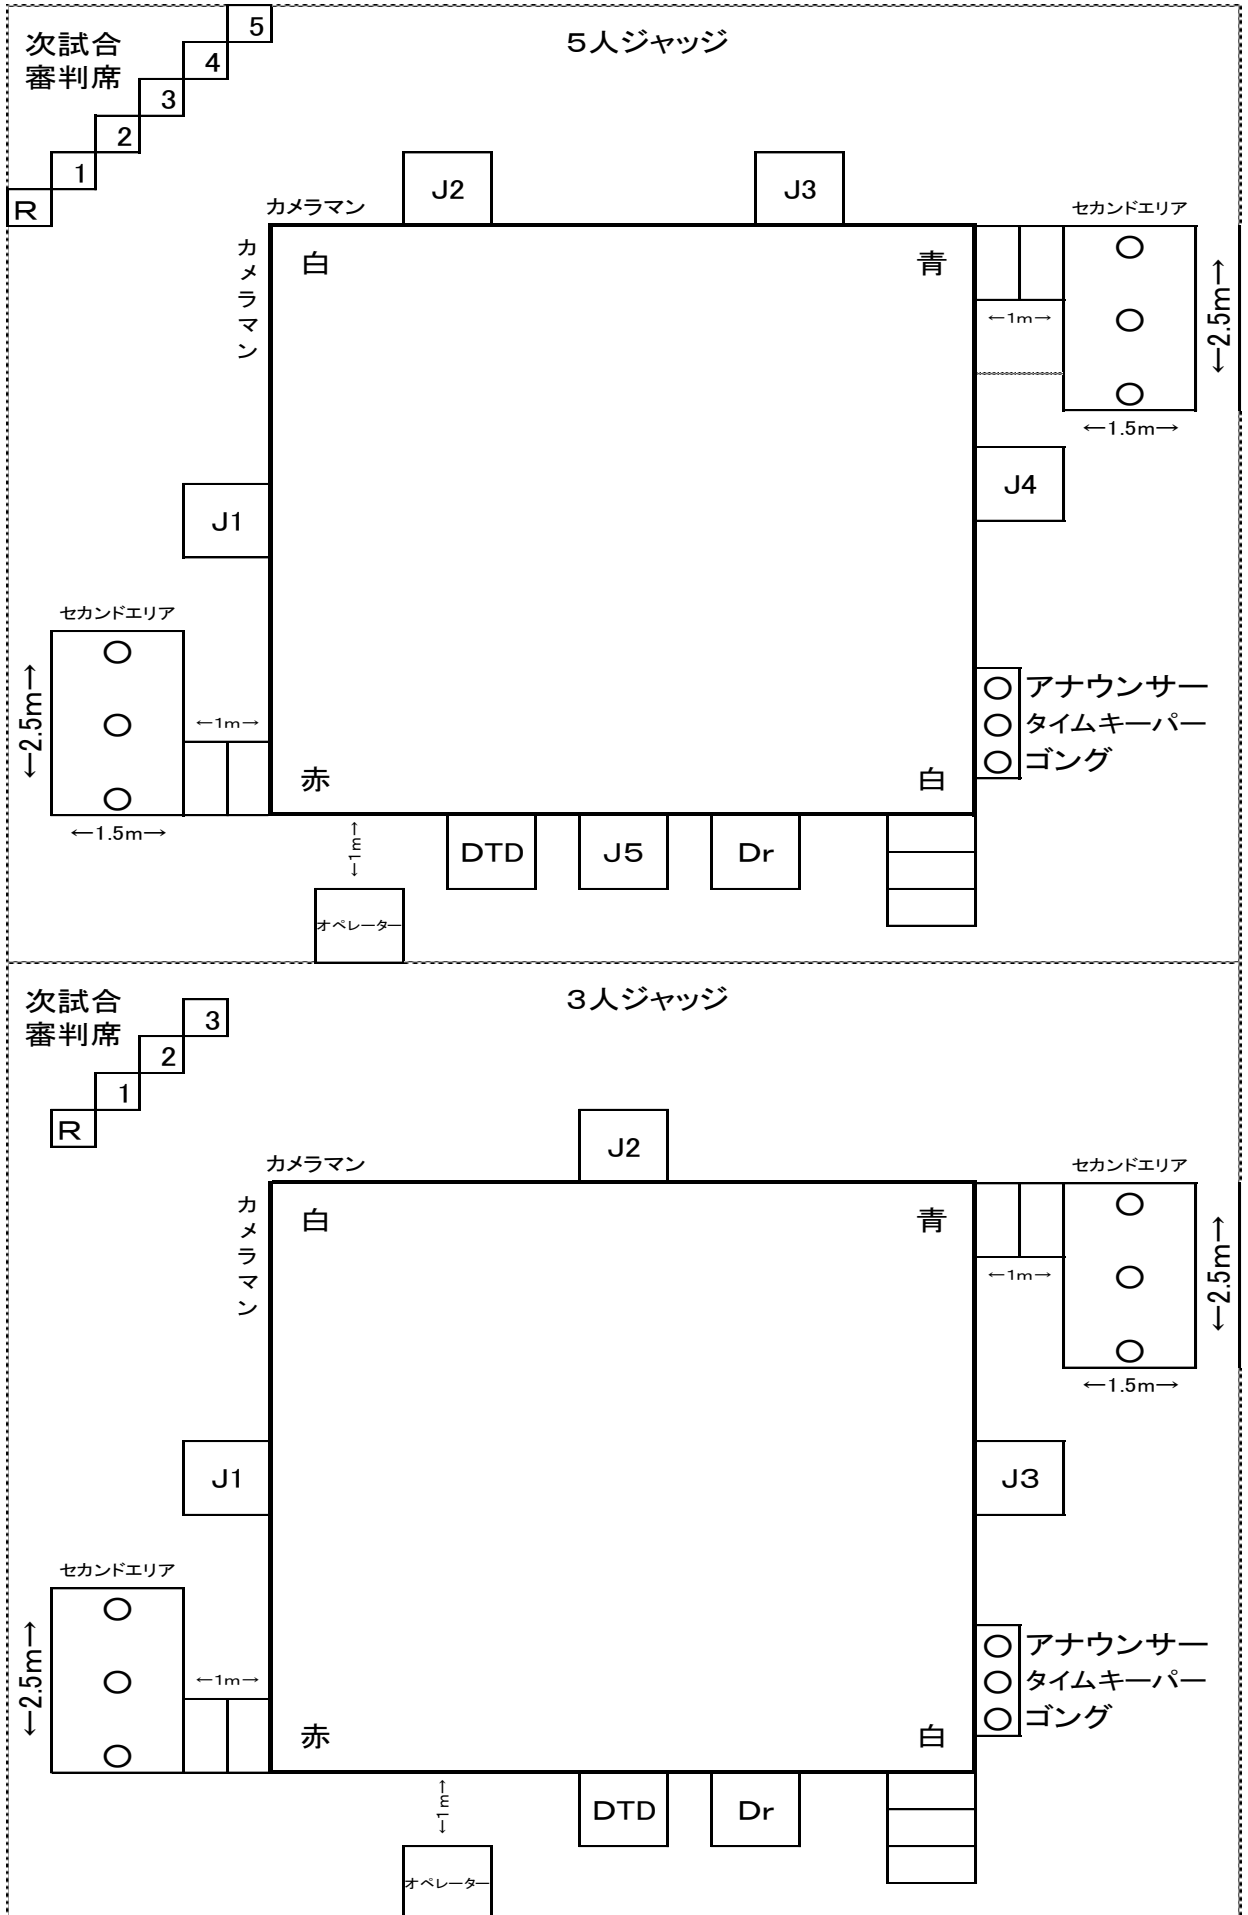 5人ジャッジ
次試合
審判席
5
4
3
2
1
R
J2
J3
カメラマン
カメラマン
セカンドエリア
白
青
←1m→
←2.5m→
←1.5m→
J1
J4
セカンドエリア
←2.5m→
←1m→
←1.5m→
アナウンサー
タイムキーパー
ゴング
赤
白
←1m→
DTD
J5
Dr
オペレーター
3人ジャッジ
次試合
審判席
3
2
1
R
J2
カメラマン
カメラマン
セカンドエリア
白
青
←1m→
←2.5m→
←1.5m→
J1
J3
セカンドエリア
←2.5m→
←1m→
アナウンサー
タイムキーパー
ゴング
赤
白
←1m→
DTD
Dr
オペレーター